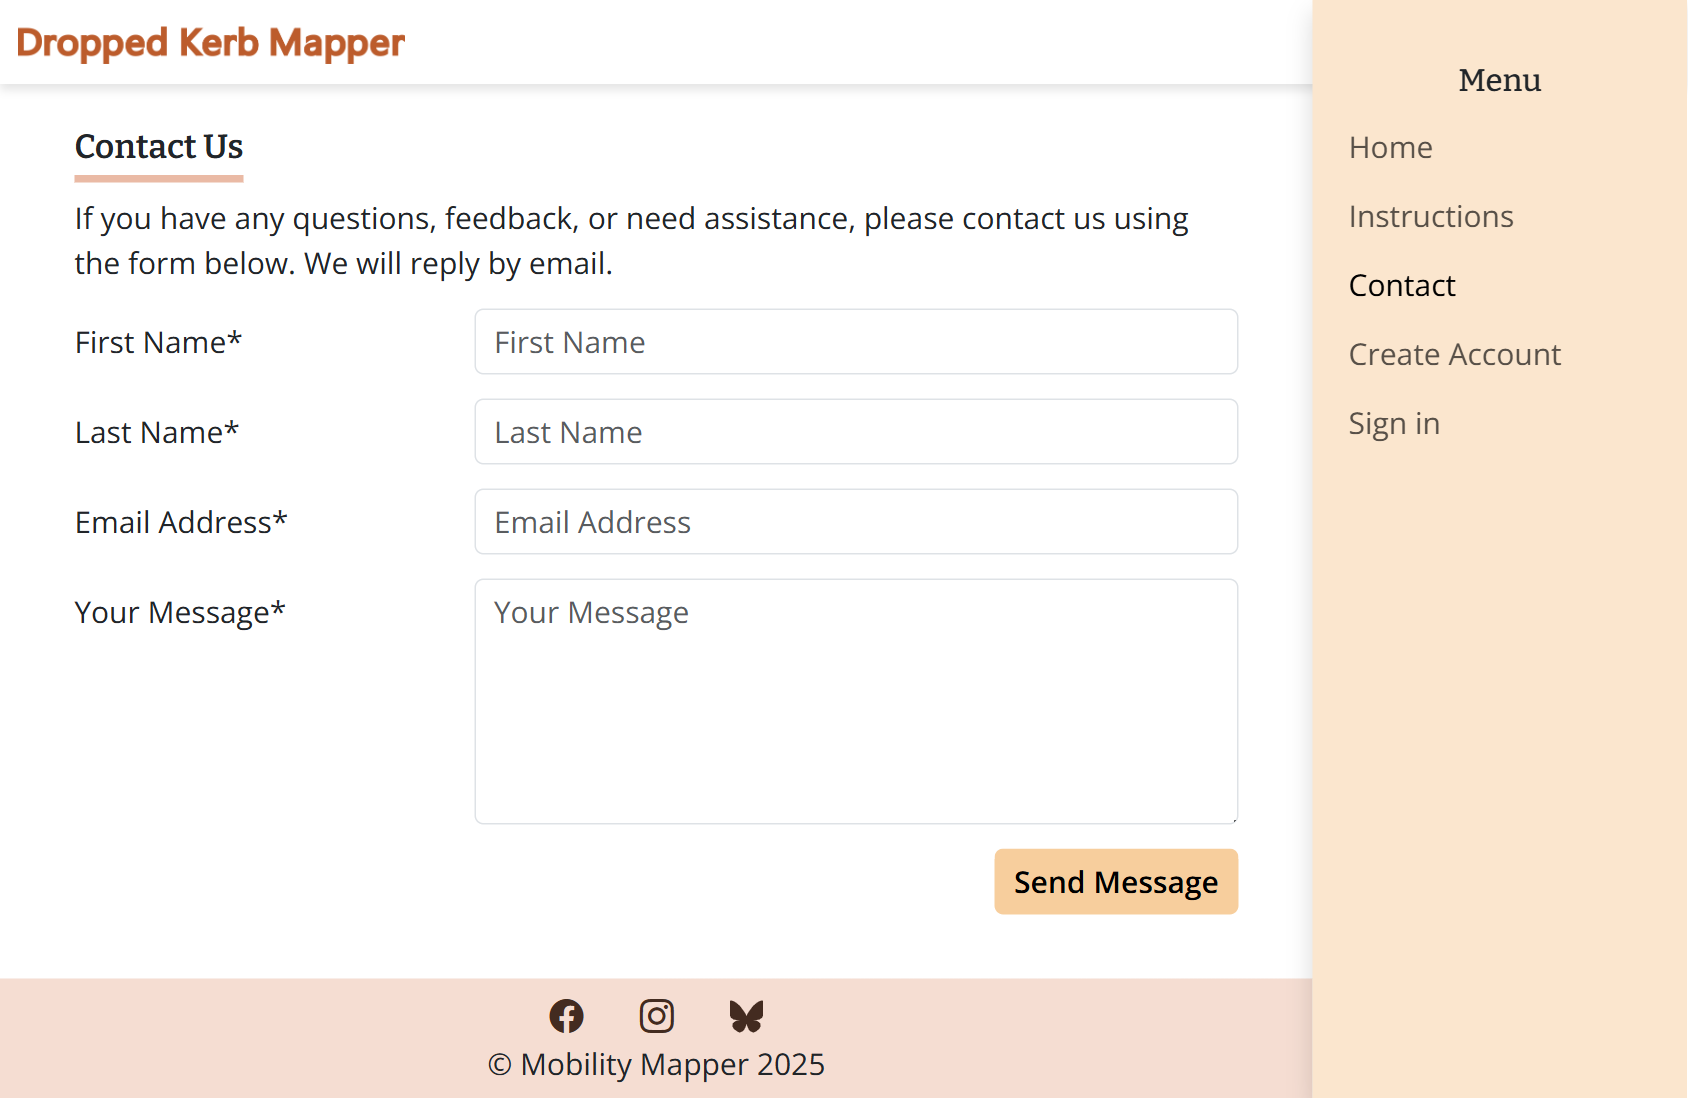 Dropped Kerb Mapper
Contact Us
If you have any questions, feedback, or need assistance, please contact us using
the form below. We will reply by email.
First Name*
First Name
Last Name*
Last Name
Email Address*
Email Address
Your Message*
Your Message
Send Message
© Mobility Mapper 2025
Menu
Home
Instructions
Contact
Create Account
Sign in